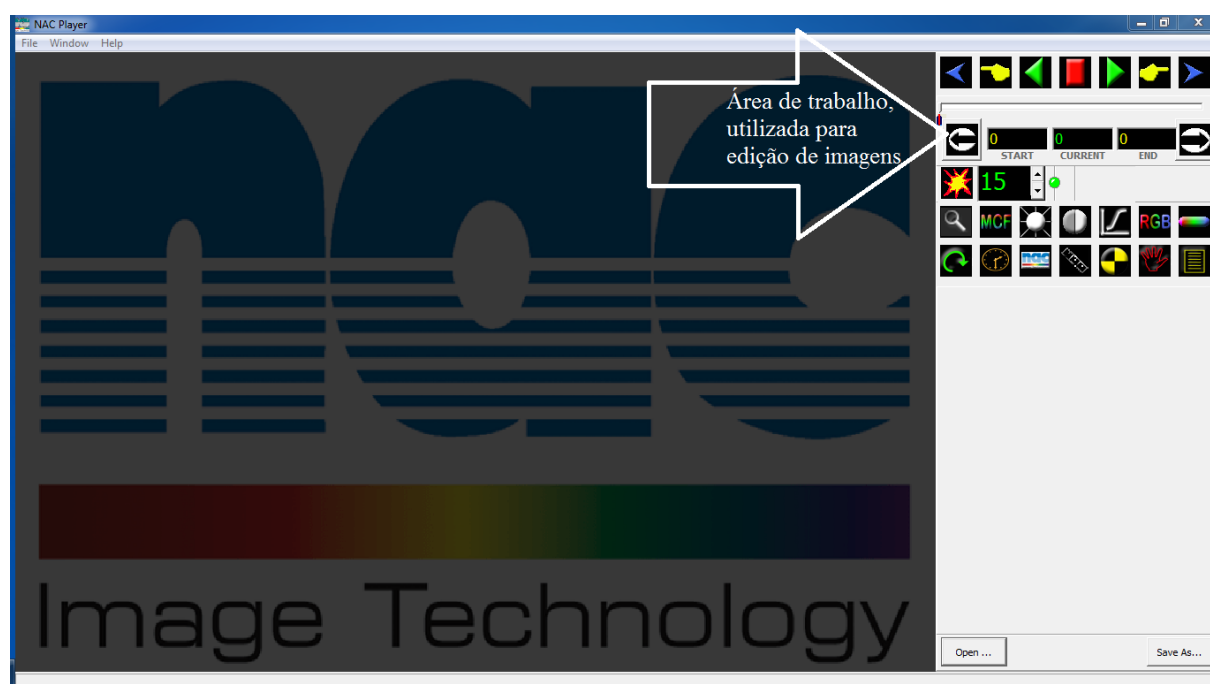 NAC Player
File Window Help
nac
Image Technology
Área de trabalho,
utilizada para
edição de imagens
0 0 0
START CURRENT END
15
MCF RGB
nac
Open ... Save As...